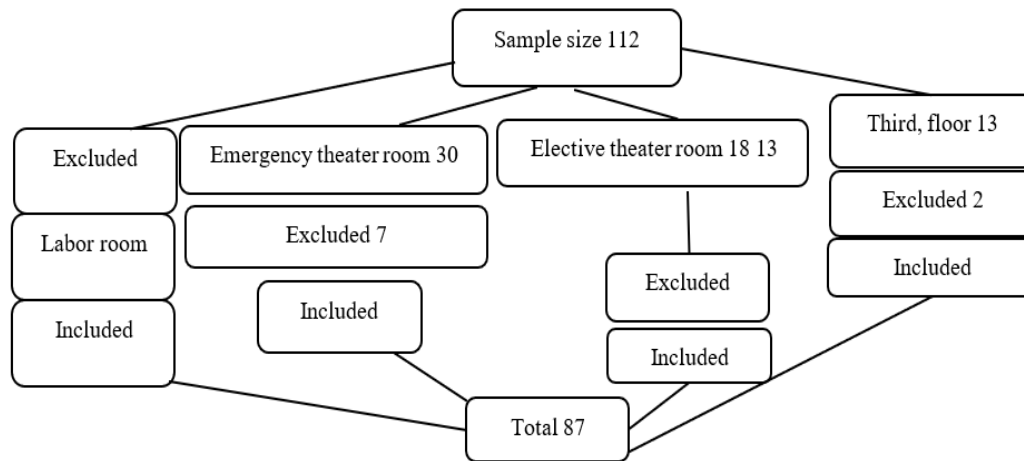 Sample size 112
Excluded
Labor room
Included
Emergency theater room 30
Excluded 7
Included
Elective theater room 18 13
Excluded
Included
Third, floor 13
Excluded 2
Included
Total 87